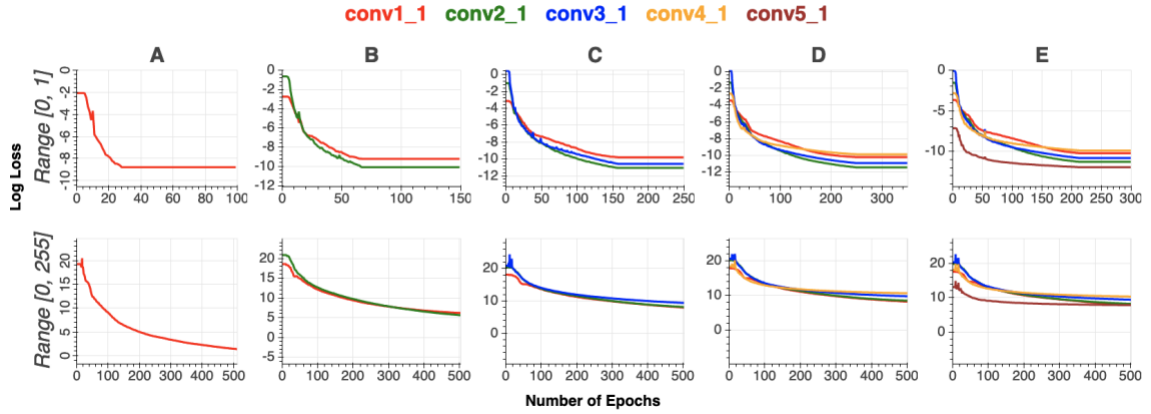 conv1_1 conv2_1 conv3_1 conv4_1 conv5_1
A B C D E
Log Loss
Range [0, 1]
0 -2 -4 -6 -8 -10
0 20 40 60 80 100
0 -2 -4 -6 -8 -10 -12
0 50 100 150
0 -2 -4 -6 -8 -10 -12
0 50 100 150 200 250
0 -2 -4 -6 -8 -10 -12
0 100 200 300
0 -5 -10
0 50 100 150 200 250 300
Range [0, 255]
20 15 10 5 0
0 100 200 300 400 500
20 15 10 5 0 -5
0 100 200 300 400 500
20 10 0
0 100 200 300 400 500
20 10 0
0 100 200 300 400 500
20 10 0
0 100 200 300 400 500
Number of Epochs